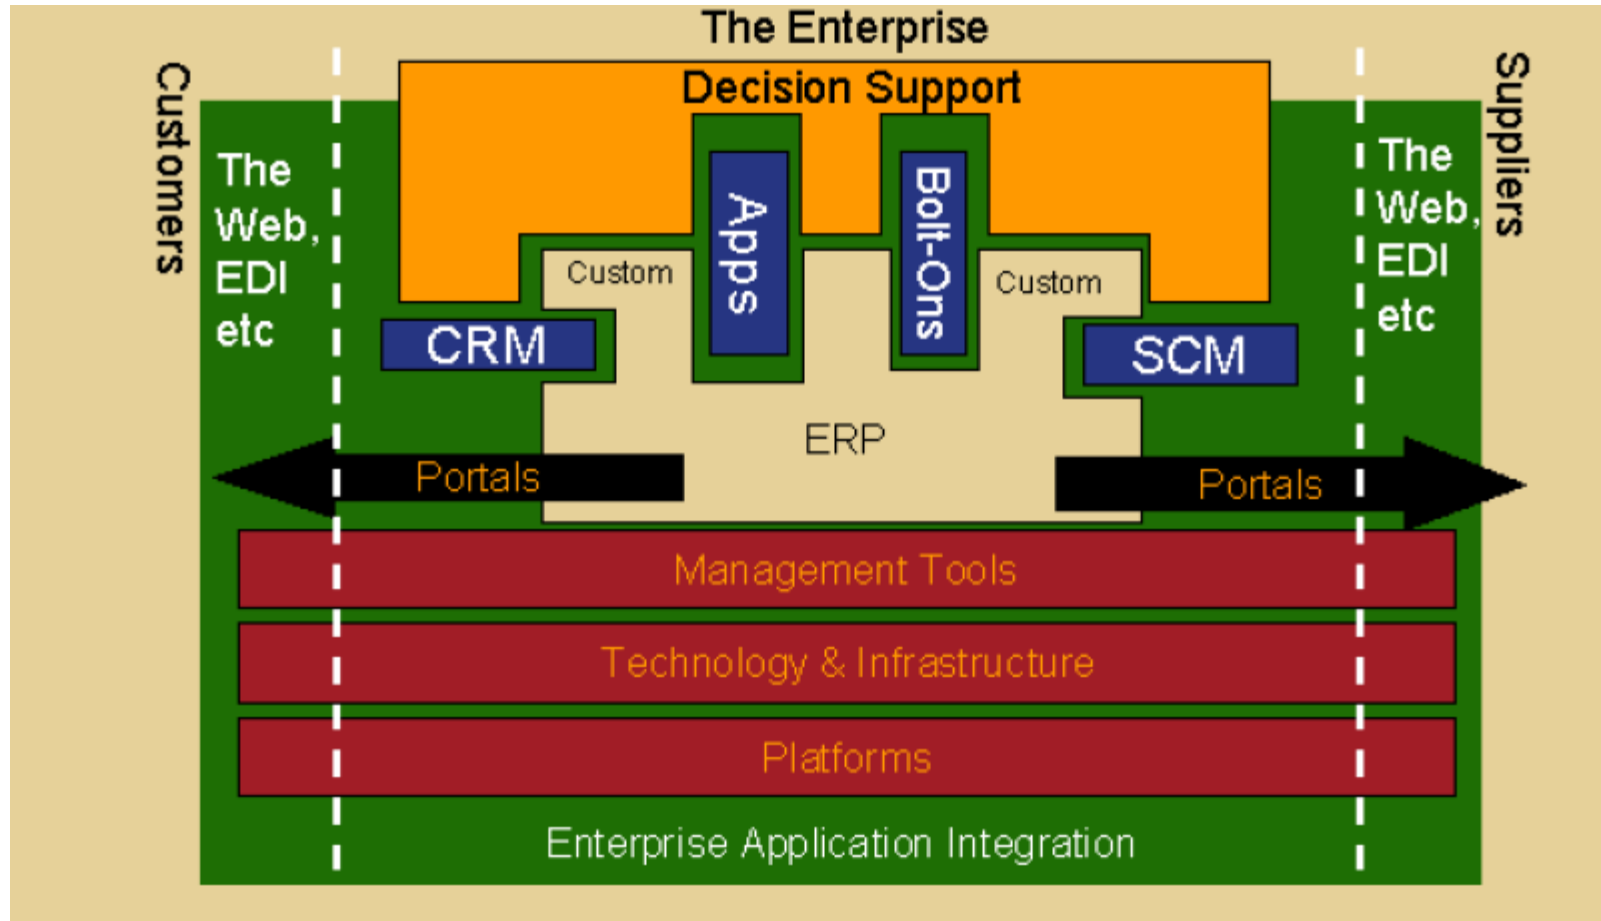 The Enterprise
Decision Support
Customers
Suppliers
The
Web,
EDI
etc
The
Web,
EDI
etc
Apps
Bolt-Ons
Custom
Custom
CRM
SCM
ERP
Portals
Portals
Management Tools
Technology & Infrastructure
Platforms
Enterprise Application Integration